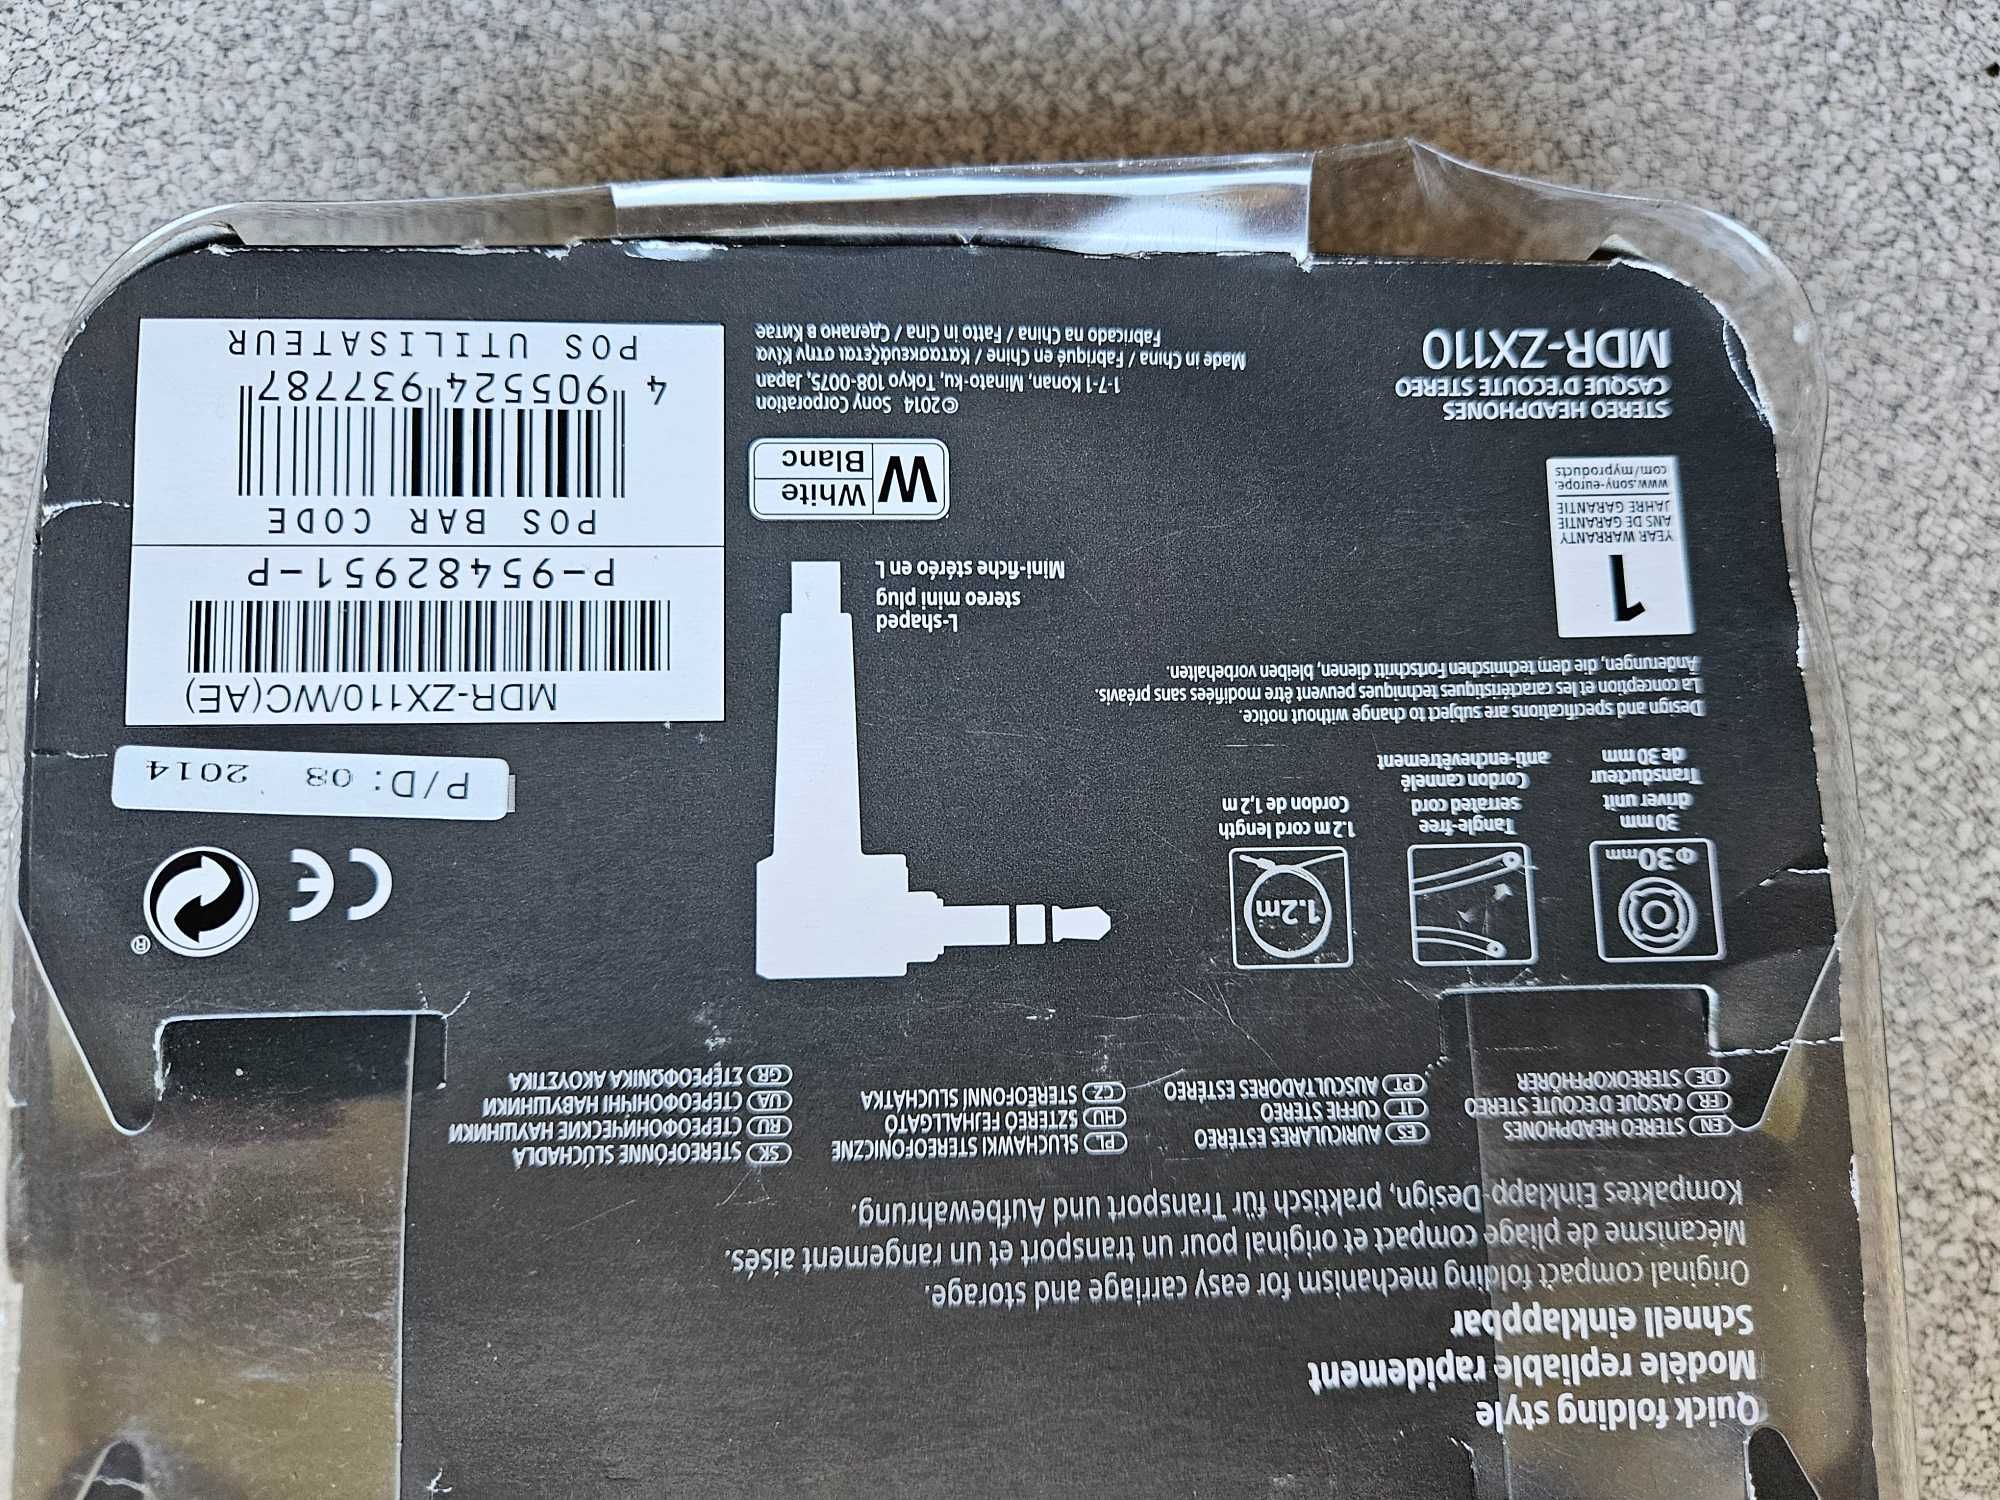 Quick folding style
Modèle repliable rapidement
Schnell einklappbar
Original compact folding mechanism for easy carriage and storage.
Mécanisme de pliage compact et original pour un transport et un rangement aisés.
Kompaktes Einklapp-Design, praktisch für Transport und Aufbewahrung.
EN STEREO HEADPHONES
FR CASQUE D'ECOUTE STEREO
DE STEREOKOPFHÖRER
ES AURICULARES ESTÉREO
IT CUFFIE STEREO
PT AUSCULTADORES ESTÉREO
PL SŁUCHAWKI STEREOFONICZNE
HU SZTEREÓ FEJHALLGATÓ
CZ STEREOFONNÍ SLUCHÁTKA
SK STEREOFÓNNE SLÚCHADLÁ
RU СТЕРЕОФОНИЧЕСКИЕ НАУШНИКИ
UA СТЕРЕОФОНІЧНІ НАВУШНИКИ
GR ΣΤΕΡΕΟΦΩΝΙΚΑ ΑΚΟΥΣΤΙΚΑ
Φ30mm
30 mm
driver unit
Transducteur
de 30 mm
Tangle-free
serrated cord
Cordon cannelé
anti-enchevêtrement
1.2m
1.2 m cord length
Cordon de 1,2 m
Design and specifications are subject to change without notice.
La conception et les caractéristiques techniques peuvent être modifiées sans préavis.
Änderungen, die dem technischen Fortschritt dienen, bleiben vorbehalten.
1
YEAR WARRANTY
ANS DE GARANTIE
JAHRE GARANTIE
www.sony-europe.
com/myproducts
STEREO HEADPHONES
CASQUE D'ECOUTE STEREO
MDR-ZX110
L-shaped
stereo mini plug
Mini-fiche stéréo en L
W White
Blanc
©2014 Sony Corporation
1-7-1 Konan, Minato-ku, Tokyo 108-0075, Japan
Made in China / Fabriqué en Chine / Κατασκευάζεται στην Κίνα
Fabricado na China / Fatto in Cina / Сделано в Китае
CE
®
P/D: 08 2014
MDR-ZX110/WC(AE)
P-95482951-P
POS BAR CODE
4 905524 937787
POS UTILISATEUR